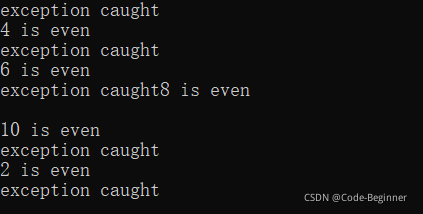 exception caught
4 is even
exception caught
6 is even
exception caught8 is even
10 is even
exception caught
2 is even
exception caught
CSDN @Code-Beginner